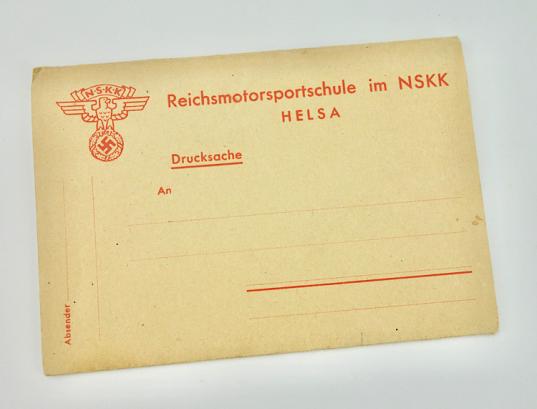 N·S·K·K
Reichsmotorsportschule im NSKK
HELSA
Drucksache
An
Absender